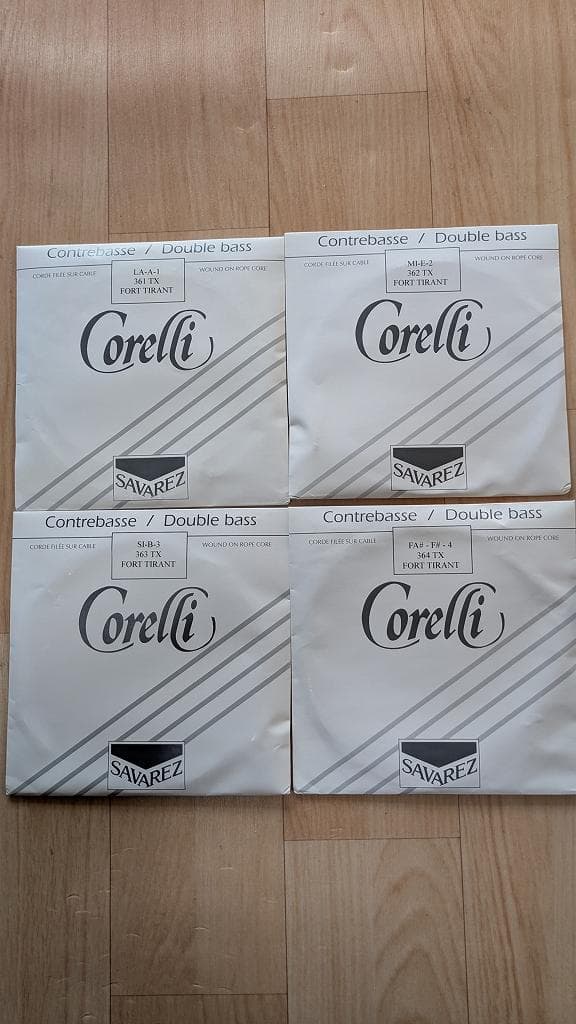 Contrebasse / Double bass
CORDE FILÉE SUR CABLE
LA-A-1
361 TX
FORT TIRANT
WOUND ON ROPE CORE
Corelli
SAVAREZ
Contrebasse / Double bass
CORDE FILÉE SUR CABLE
MI-E-2
362 TX
FORT TIRANT
WOUND ON ROPE CORE
Corelli
SAVAREZ
Contrebasse / Double bass
CORDE FILÉE SUR CABLE
SI-B-3
363 TX
FORT TIRANT
WOUND ON ROPE CORE
Corelli
SAVAREZ
Contrebasse / Double bass
CORDE FILÉE SUR CABLE
FA# - F# - 4
364 TX
FORT TIRANT
WOUND ON ROPE CORE
Corelli
SAVAREZ